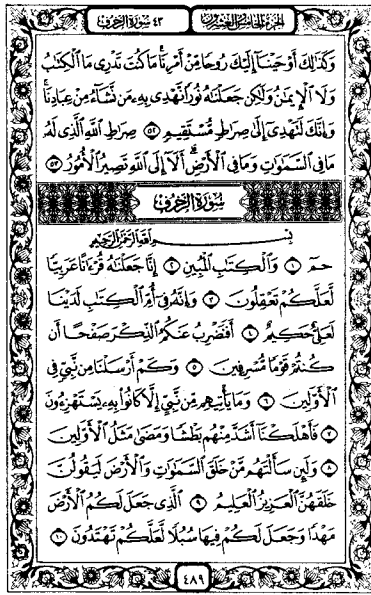 الجزء الخامس والعشرون ٤٣ سورة الزخرف
وَكَذَٰلِكَ أَوْحَيْنَآ إِلَيْكَ رُوحًا مِّنْ أَمْرِنَا ۚ مَا كُنتَ تَدْرِى مَا ٱلْكِتَـٰبُ
وَلَا ٱلْإِيمَـٰنُ وَلَـٰكِن جَعَلْنَـٰهُ نُورًا نَّهْدِى بِهِۦ مَن نَّشَآءُ مِنْ عِبَادِنَا ۚ
وَإِنَّكَ لَتَهْدِىٓ إِلَىٰ صِرَٰطٍ مُّسْتَقِيمٍ ٥٢ صِرَٰطِ ٱللَّهِ ٱلَّذِى لَهُۥ
مَا فِى ٱلسَّمَـٰوَٰتِ وَمَا فِى ٱلْأَرْضِ ۗ أَلَآ إِلَى ٱللَّهِ تَصِيرُ ٱلْأُمُورُ ٥٣
سورة الزخرف
بِسْمِ ٱللَّهِ ٱلرَّحْمَـٰنِ ٱلرَّحِيمِ
حمٓ ١ وَٱلْكِتَـٰبِ ٱلْمُبِينِ ٢ إِنَّا جَعَلْنَـٰهُ قُرْءَٰنًا عَرَبِيًّا
لَّعَلَّكُمْ تَعْقِلُونَ ٣ وَإِنَّهُۥ فِىٓ أُمِّ ٱلْكِتَـٰبِ لَدَيْنَا
لَعَلِىٌّ حَكِيمٌ ٤ أَفَنَضْرِبُ عَنكُمُ ٱلذِّكْرَ صَفْحًا أَن
كُنتُمْ قَوْمًا مُّسْرِفِينَ ٥ وَكَمْ أَرْسَلْنَا مِن نَّبِىٍّ فِى
ٱلْأَوَّلِينَ ٦ وَمَا يَأْتِيهِم مِّن نَّبِىٍّ إِلَّا كَانُوا۟ بِهِۦ يَسْتَهْزِءُونَ
٧ فَأَهْلَكْنَآ أَشَدَّ مِنْهُم بَطْشًا وَمَضَىٰ مَثَلُ ٱلْأَوَّلِينَ
٨ وَلَئِن سَأَلْتَهُم مَّنْ خَلَقَ ٱلسَّمَـٰوَٰتِ وَٱلْأَرْضَ لَيَقُولُنَّ
خَلَقَهُنَّ ٱلْعَزِيزُ ٱلْعَلِيمُ ٩ ٱلَّذِى جَعَلَ لَكُمُ ٱلْأَرْضَ
مَهْدًا وَجَعَلَ لَكُمْ فِيهَا سُبُلًا لَّعَلَّكُمْ تَهْتَدُونَ ١٠
٤٨٩